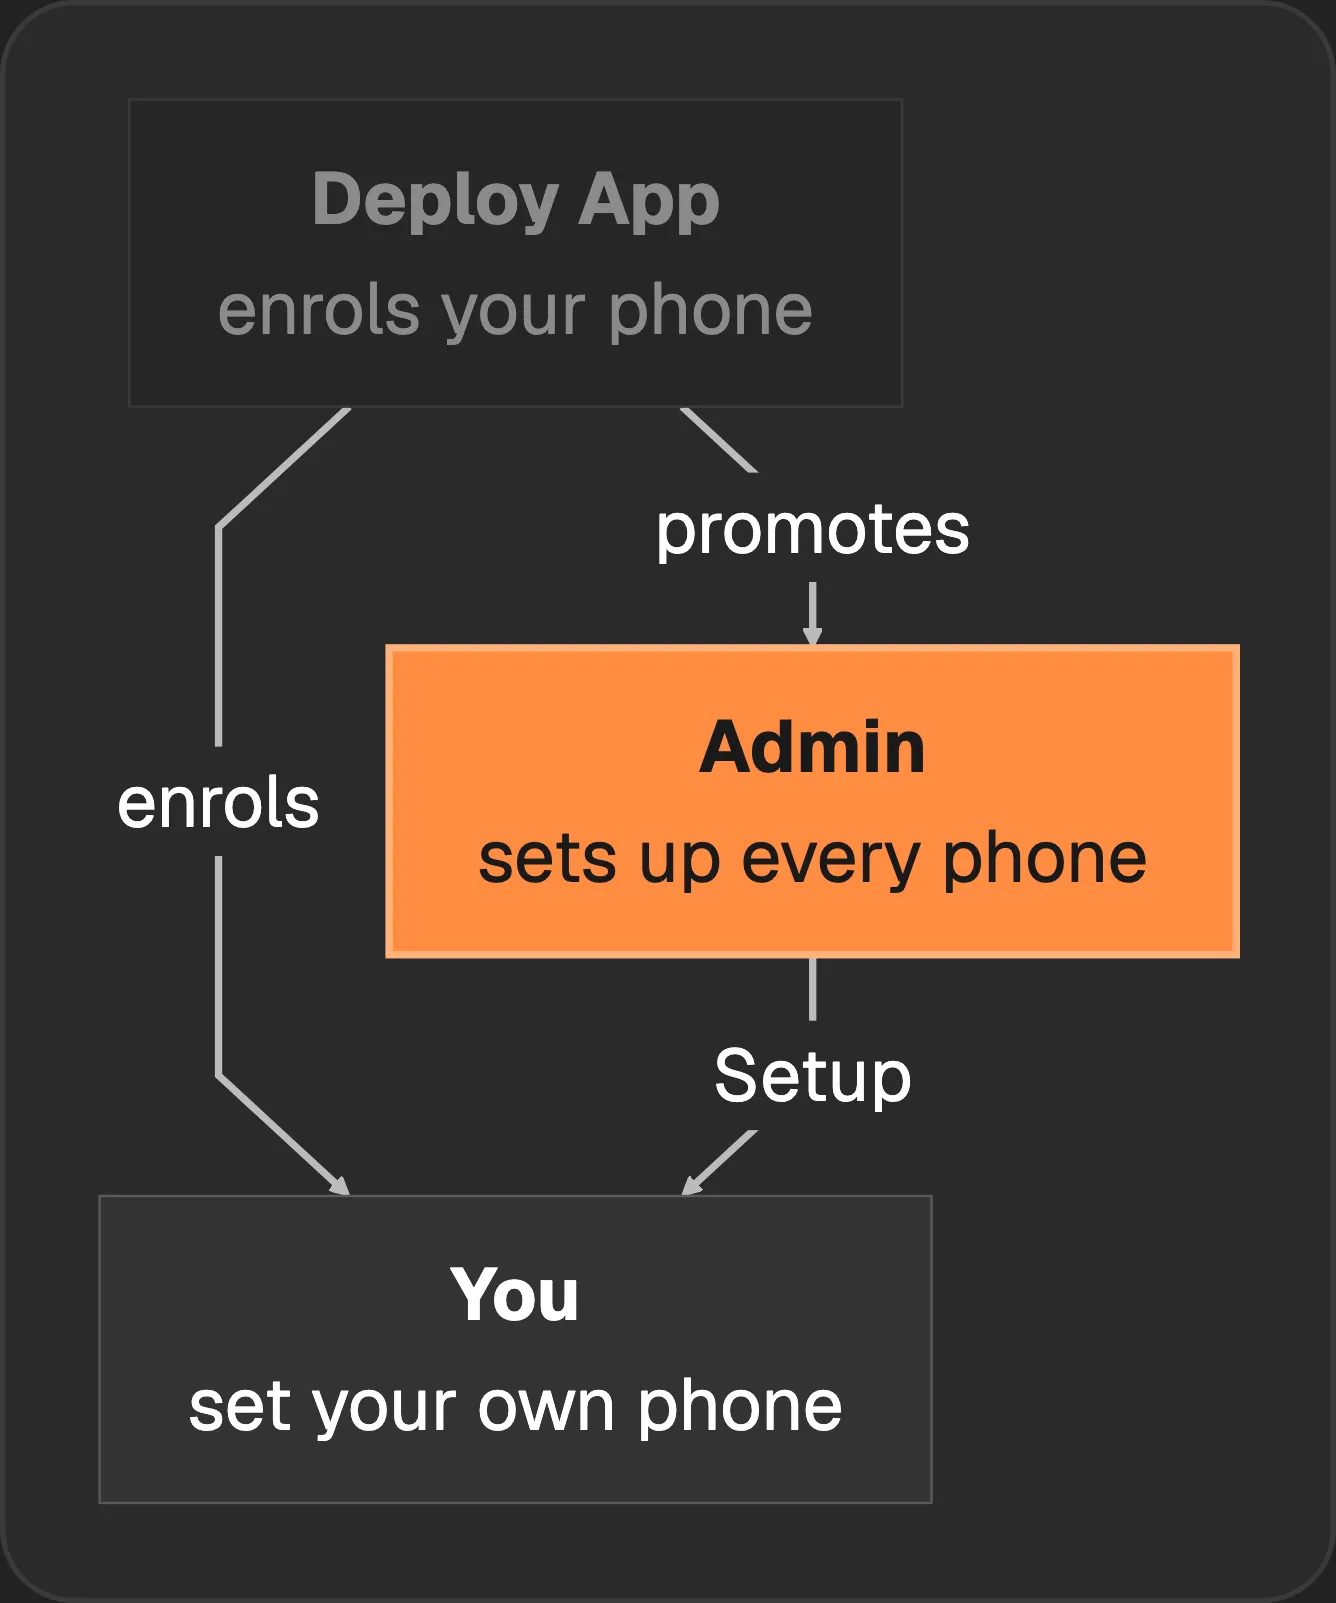 Deploy App
enrols your phone
promotes
Admin
sets up every phone
enrols
Setup
You
set your own phone